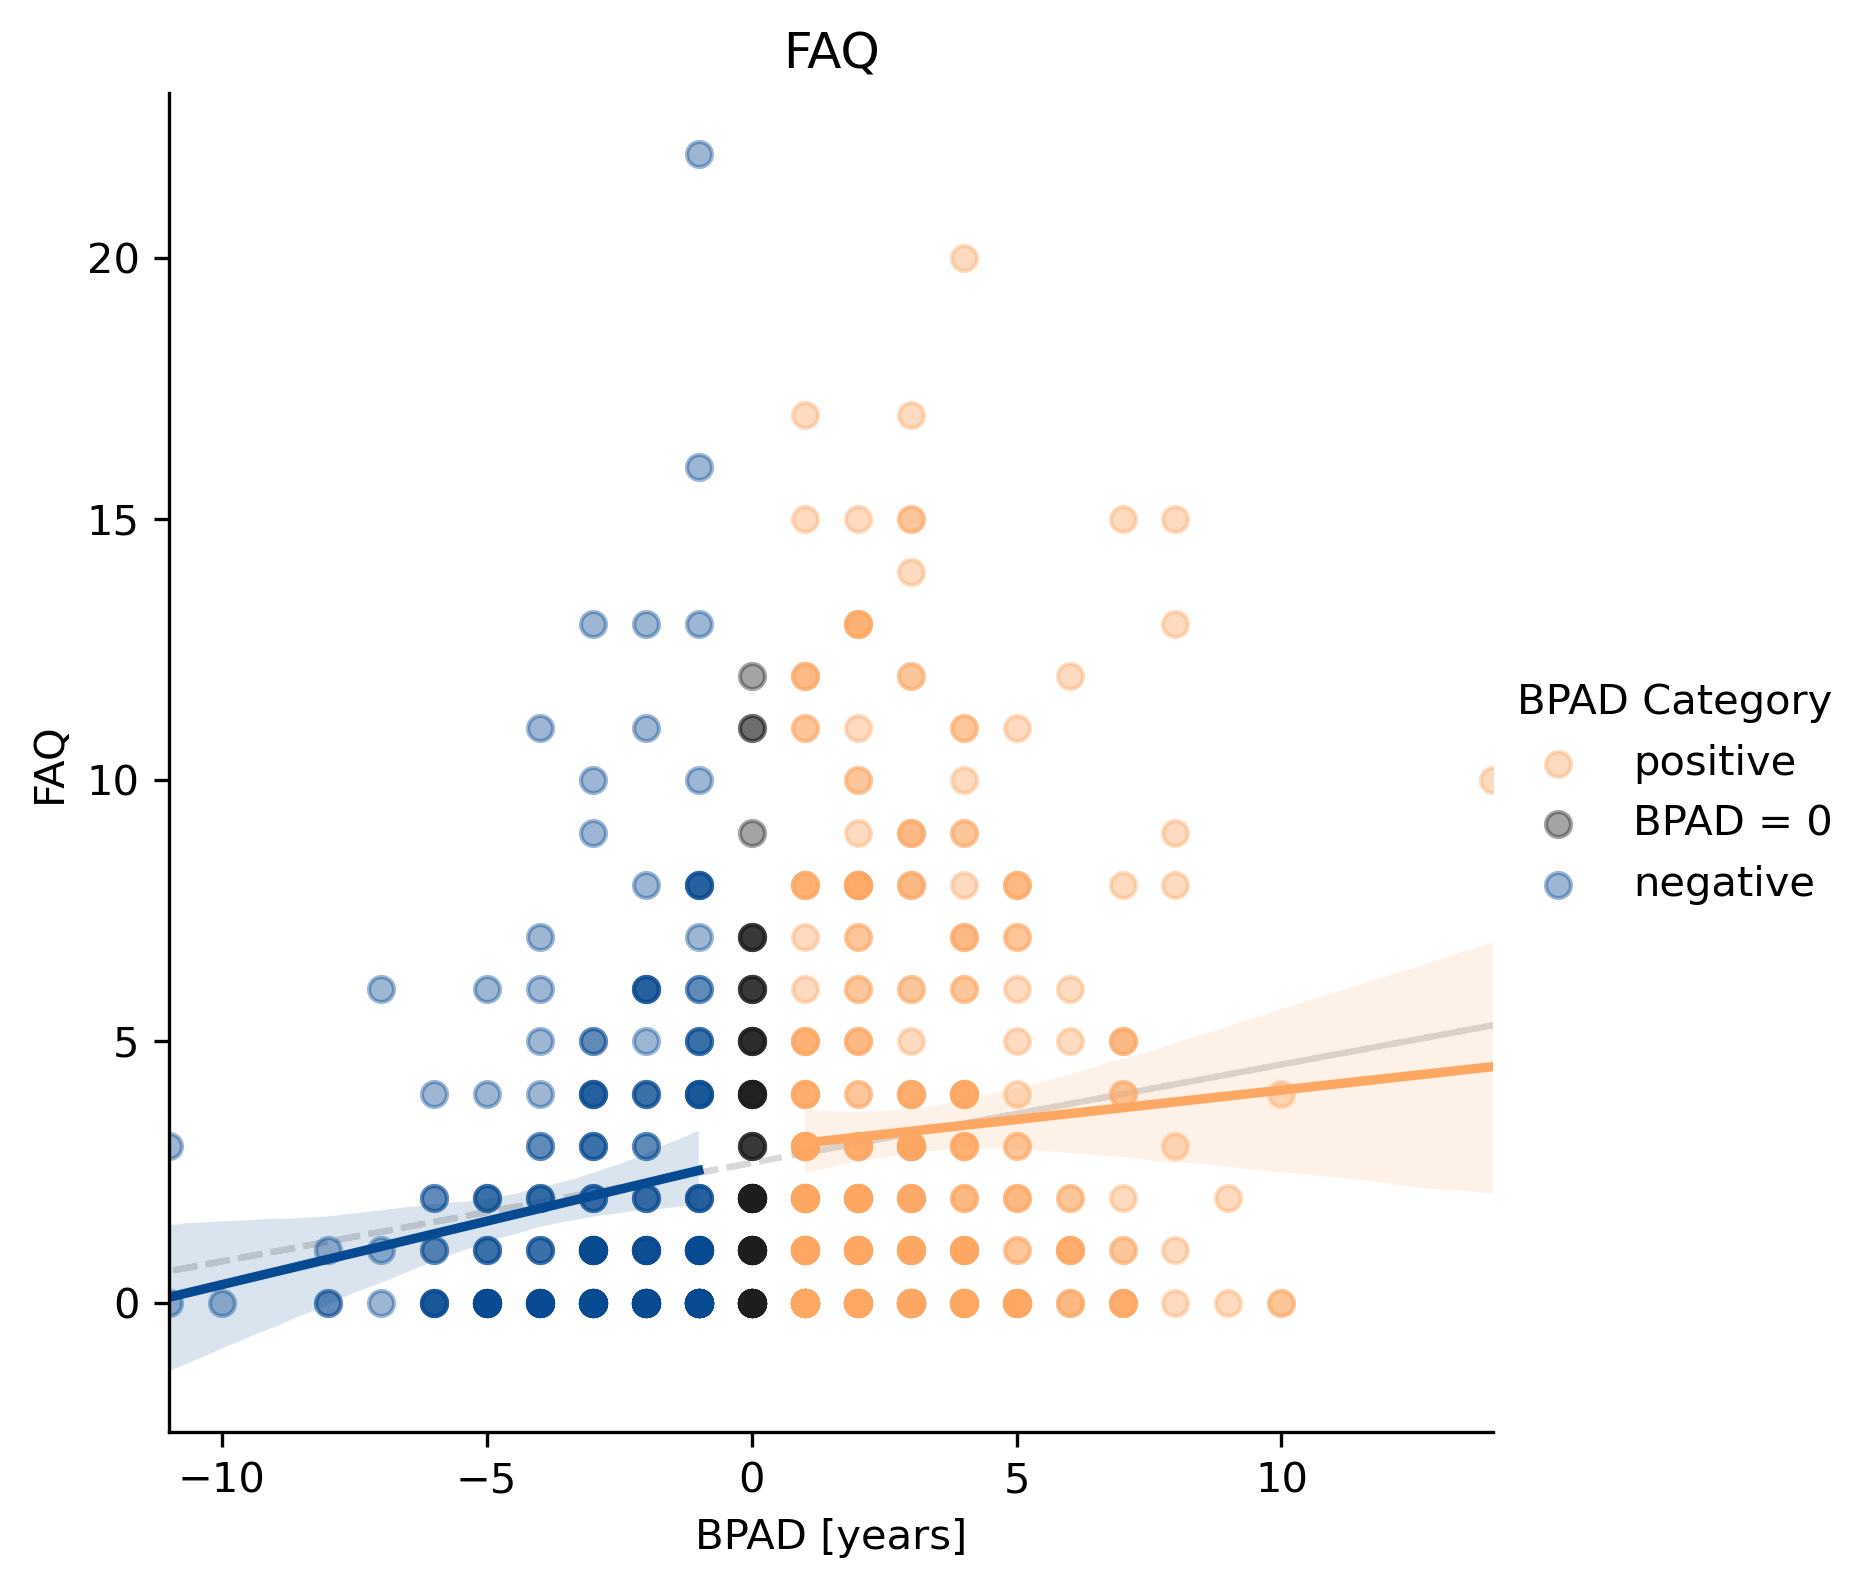 FAQ
20
15
10
5
0
FAQ
−10
−5
0
5
10
BPAD [years]
BPAD Category
positive
BPAD = 0
negative